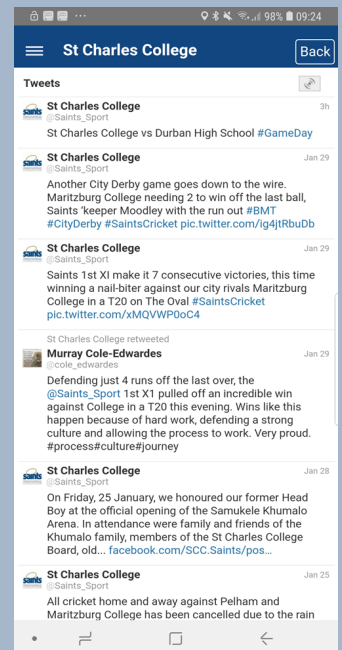 98% 09:24
St Charles College
Back
Tweets
saints
St Charles College 3h
@Saints_Sport
St Charles College vs Durban High School #GameDay
saints
St Charles College Jan 29
@Saints_Sport
Another City Derby game goes down to the wire.
Maritzburg College needing 2 to win off the last ball,
Saints 'keeper Moodley with the run out #BMT
#CityDerby #SaintsCricket pic.twitter.com/ig4jtRbuDb
saints
St Charles College Jan 29
@Saints_Sport
Saints 1st XI make it 7 consecutive victories, this time
winning a nail-biter against our city rivals Maritzburg
College in a T20 on The Oval #SaintsCricket
pic.twitter.com/xMQVWP0oC4
St Charles College retweeted
Murray Cole-Edwardes Jan 29
@cole_edwardes
Defending just 4 runs off the last over, the
@Saints_Sport 1st X1 pulled off an incredible win
against College in a T20 this evening. Wins like this
happen because of hard work, defending a strong
culture and allowing the process to work. Very proud.
#process#culture#journey
saints
St Charles College Jan 28
@Saints_Sport
On Friday, 25 January, we honoured our former Head
Boy at the official opening of the Samukele Khumalo
Arena. In attendance were family and friends of the
Khumalo family, members of the St Charles College
Board, old... facebook.com/SCC.Saints/pos...
saints
St Charles College Jan 25
@Saints_Sport
All cricket home and away against Pelham and
Maritzburg College has been cancelled due to the rain